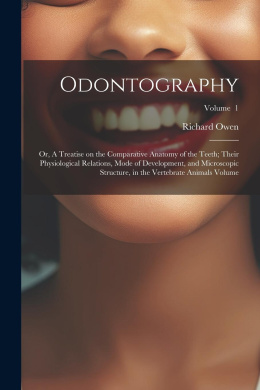 Odontography
Volume 1
Richard Owen
Or, A Treatise on the Comparative Anatomy of the Teeth; Their
Physiological Relations, Mode of Development, and Microscopic
Structure, in the Vertebrate Animals Volume